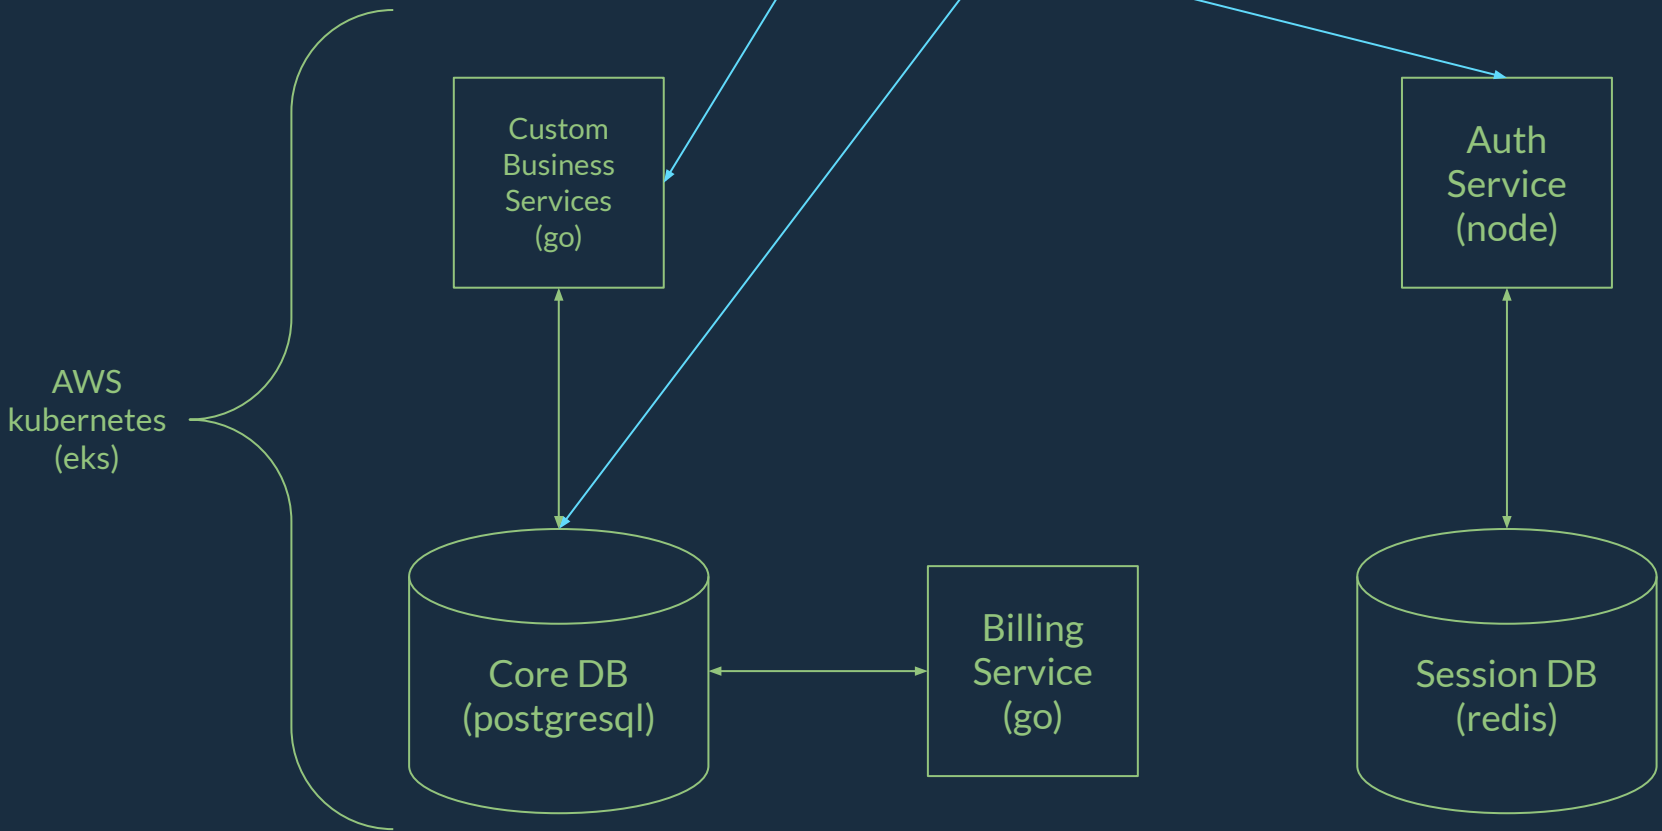 Custom
Business
Services
(go)
Auth
Service
(node)
AWS
kubernetes
(eks)
Core DB
(postgresql)
Billing
Service
(go)
Session DB
(redis)